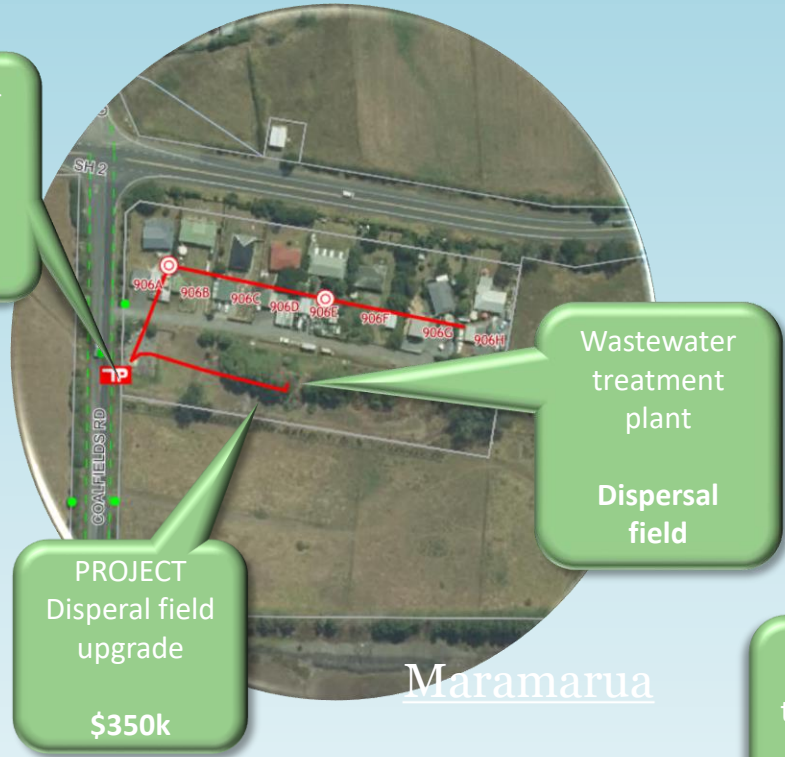 SH 2
906A
906B
906C
906D
906E
906F
906G
906H
TP
COALFIELDS RD
Wastewater
treatment
plant
Dispersal
field
PROJECT
Disperal field
upgrade
$350k
Maramarua